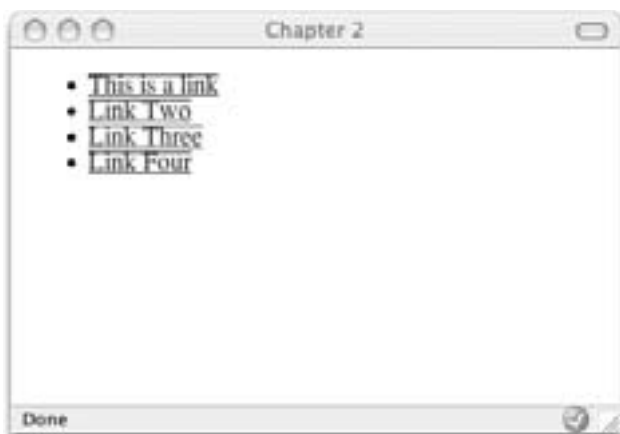 Chapter 2
This is a link
Link Two
Link Three
Link Four
Done